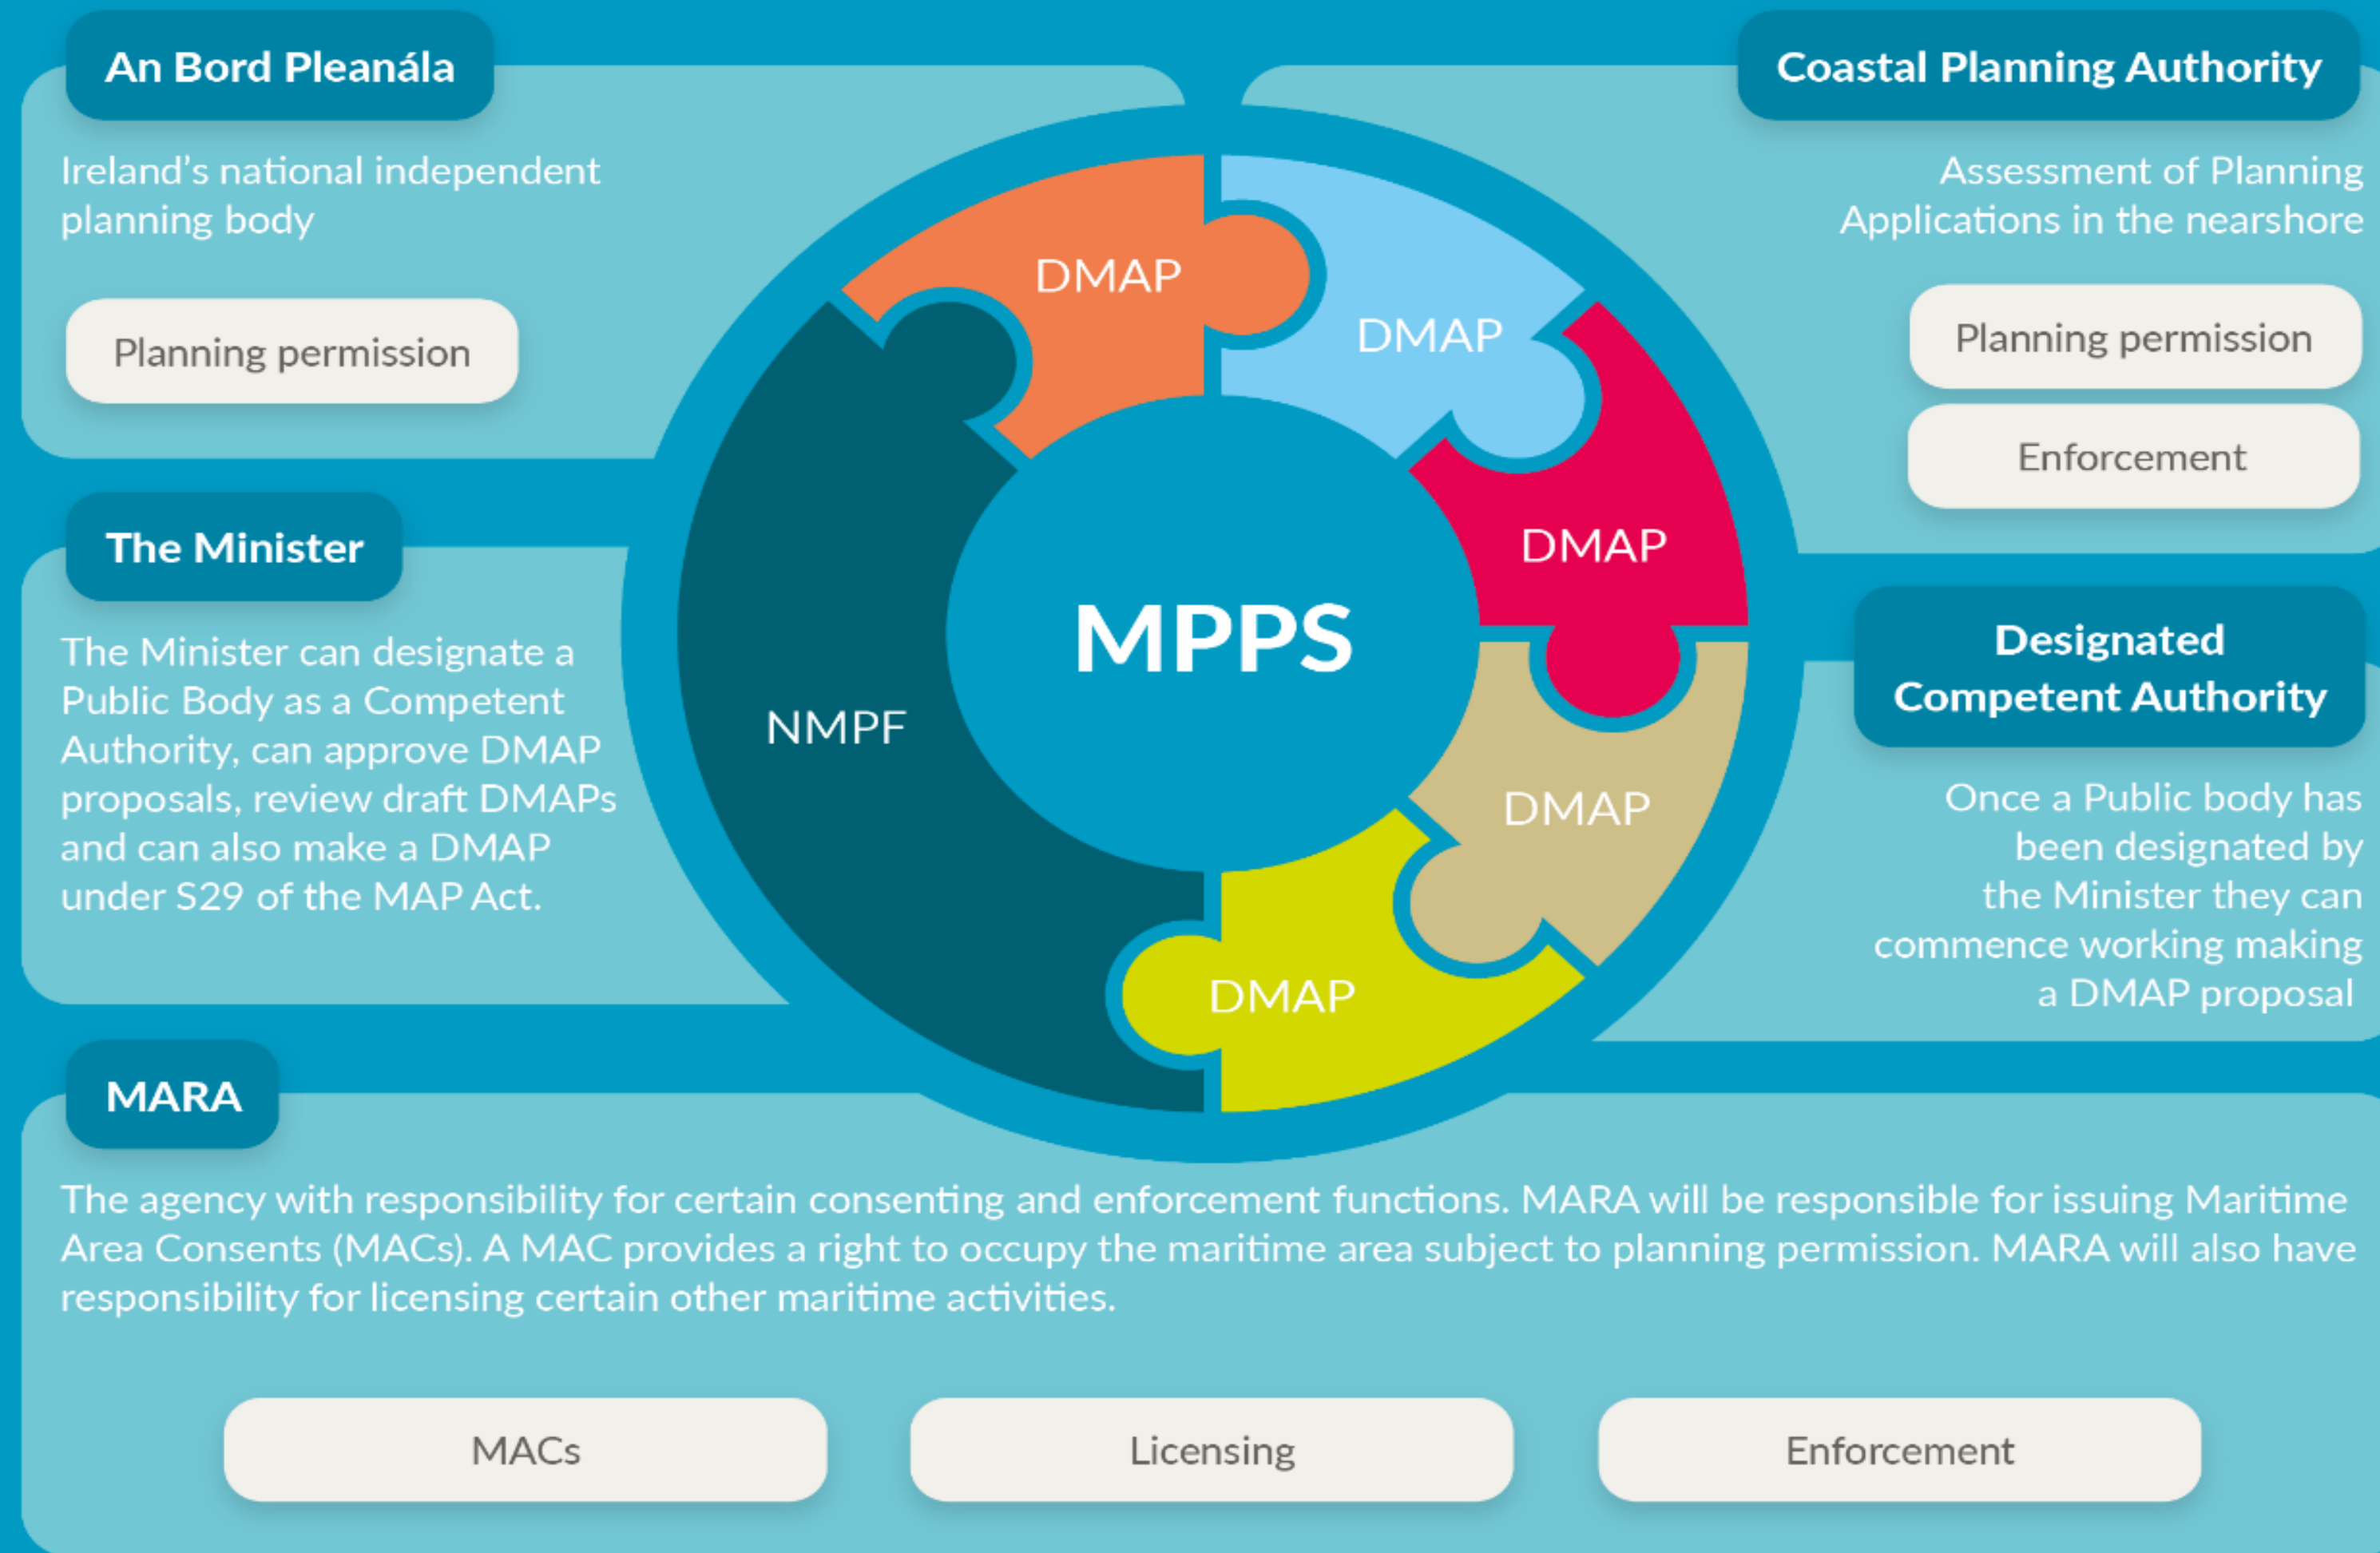 An Bord Pleanála
Ireland's national independent
planning body
Planning permission
Coastal Planning Authority
Assessment of Planning
Applications in the nearshore
Planning permission
Enforcement
The Minister
The Minister can designate a
Public Body as a Competent
Authority, can approve DMAP
proposals, review draft DMAPs
and can also make a DMAP
under S29 of the MAP Act.
DMAP
DMAP
DMAP
DMAP
DMAP
NMPF
MPPS
Designated
Competent Authority
Once a Public body has
been designated by
the Minister they can
commence working making
a DMAP proposal
MARA
The agency with responsibility for certain consenting and enforcement functions. MARA will be responsible for issuing Maritime
Area Consents (MACs). A MAC provides a right to occupy the maritime area subject to planning permission. MARA will also have
responsibility for licensing certain other maritime activities.
MACs
Licensing
Enforcement